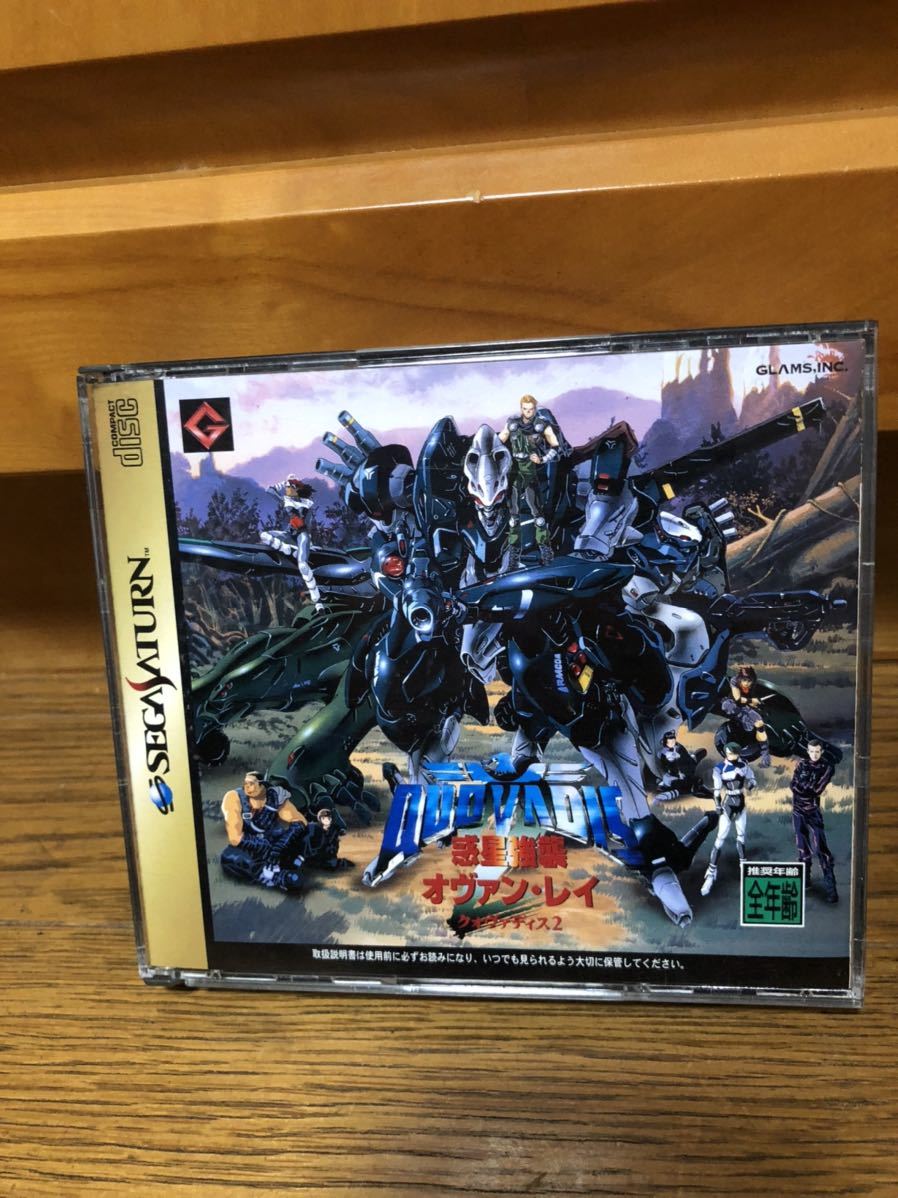 COMPACT
disc
SEGA SATURN™
G
GLAMS, INC.
AIRRAGOA
QUOVADIS
惑星強襲
オヴァン・レイ
クオヴァディス2
推奨年齢
全年齢
取扱説明書は使用前に必ずお読みになり、いつでも見られるよう大切に保管してください。